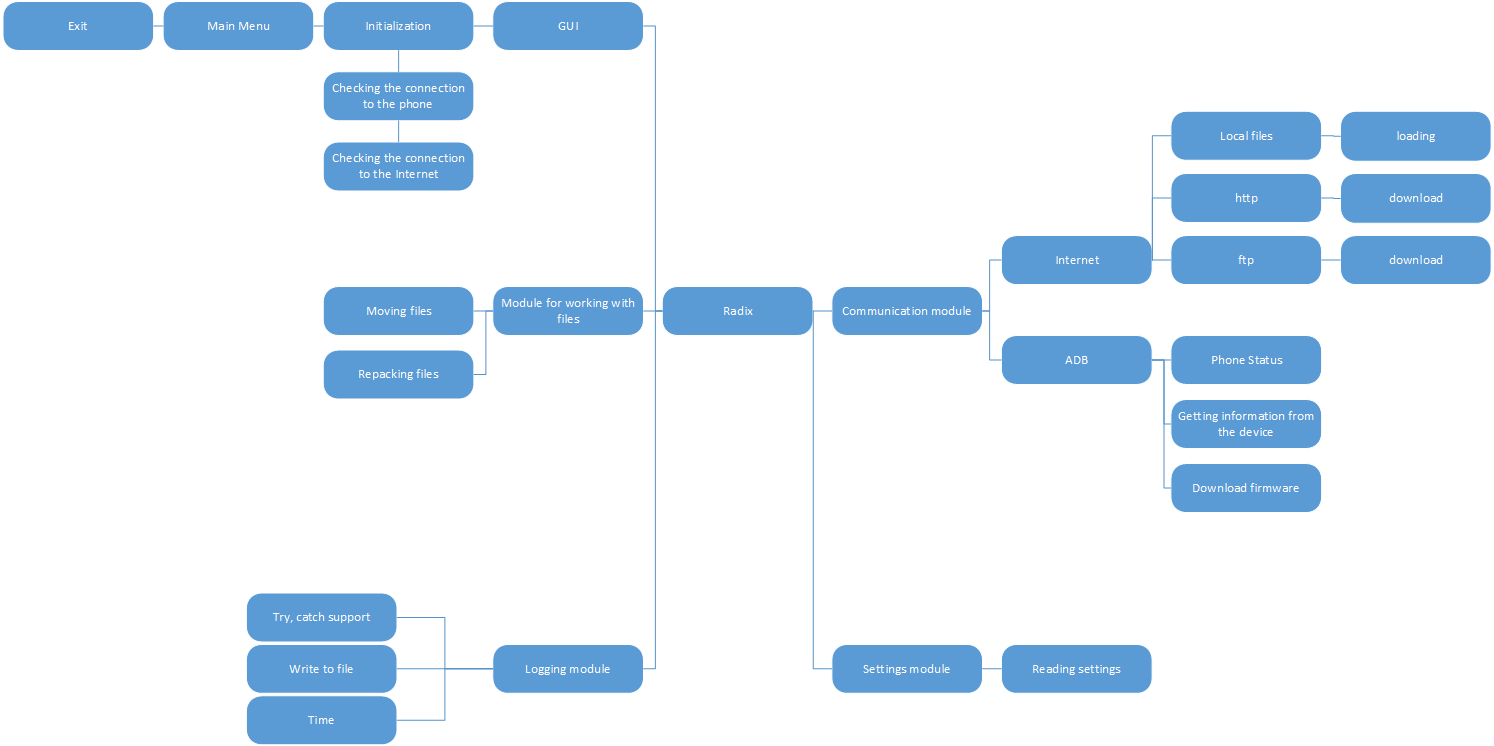 Exit
Main Menu
Initialization
GUI
Checking the connection
to the phone
Checking the connection
to the Internet
Local files
loading
http
download
Internet
ftp
download
Moving files
Module for working with
files
Radix
Communication module
Repacking files
ADB
Phone Status
Getting information from
the device
Download firmware
Try, catch support
Write to file
Logging module
Settings module
Reading settings
Time